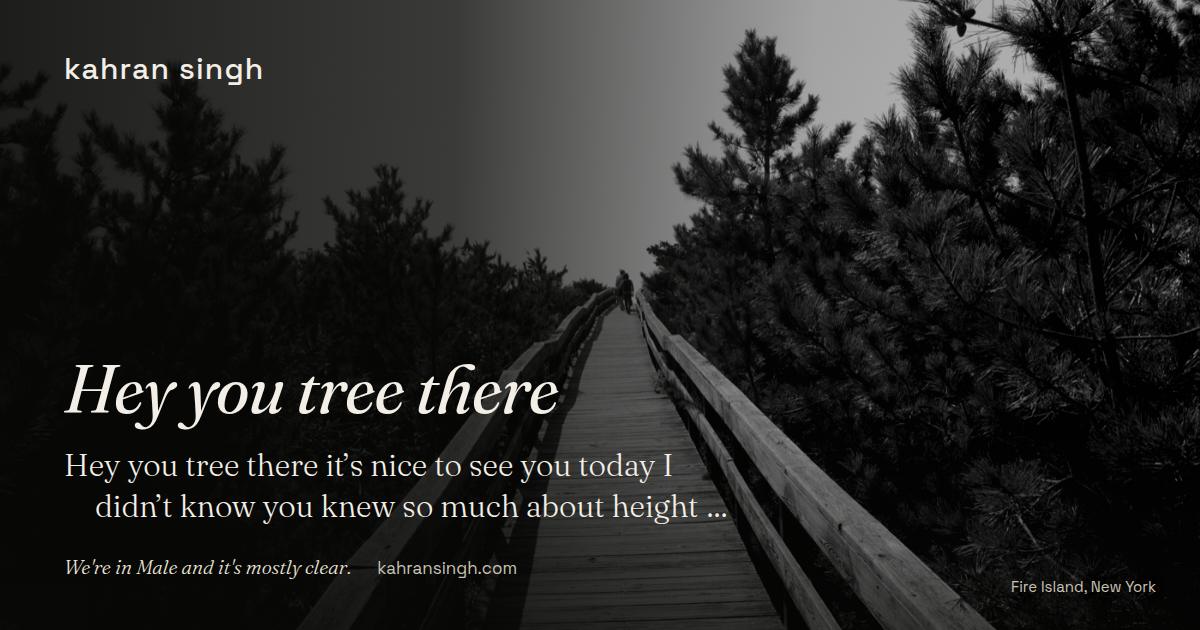 kahran singh
Hey you tree there
Hey you tree there it’s nice to see you today I
didn’t know you knew so much about height ...
We're in Male and it's mostly clear. kahransingh.com
Fire Island, New York